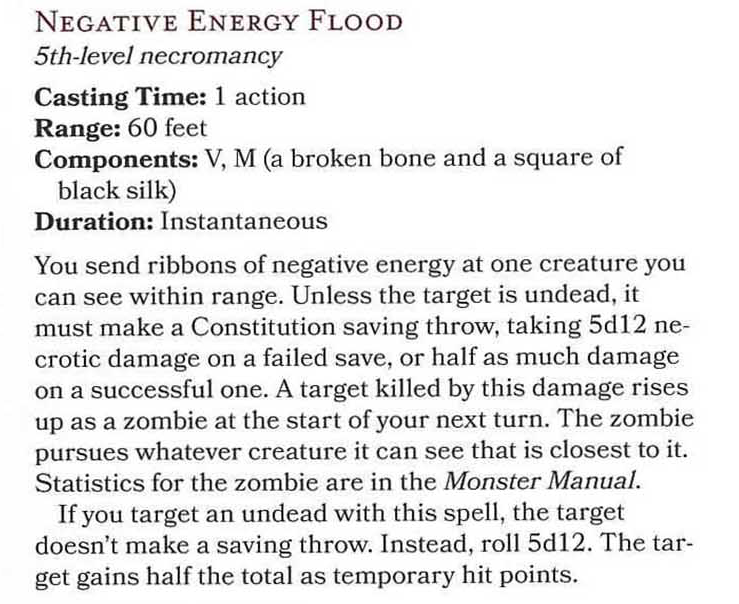 NEGATIVE ENERGY FLOOD
5th-level necromancy
Casting Time: 1 action
Range: 60 feet
Components: V, M (a broken bone and a square of
black silk)
Duration: Instantaneous
You send ribbons of negative energy at one creature you
can see within range. Unless the target is undead, it
must make a Constitution saving throw, taking 5d12 ne-
crotic damage on a failed save, or half as much damage
on a successful one. A target killed by this damage rises
up as a zombie at the start of your next turn. The zombie
pursues whatever creature it can see that is closest to it.
Statistics for the zombie are in the Monster Manual.
If you target an undead with this spell, the target
doesn't make a saving throw. Instead, roll 5d12. The tar-
get gains half the total as temporary hit points.